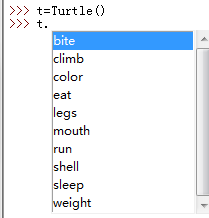 >>> t=Turtle()
>>> t.
bite
climb
color
eat
legs
mouth
run
shell
sleep
weight